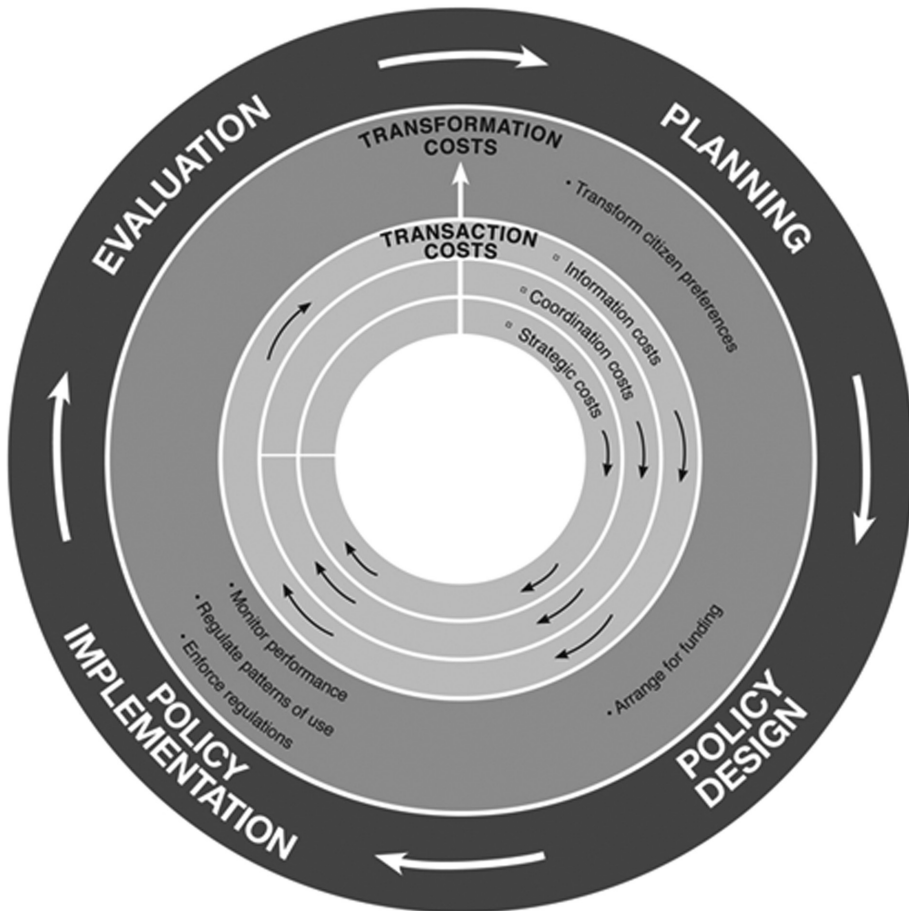 EVALUATION
PLANNING
TRANSFORMATION
COSTS
• Transform citizen preferences
TRANSACTION
COSTS
▫ Information costs
▫ Coordination costs
▫ Strategic costs
• Monitor performance
• Regulate patterns of use
• Enforce regulations
• Arrange for funding
POLICY
IMPLEMENTATION
POLICY
DESIGN